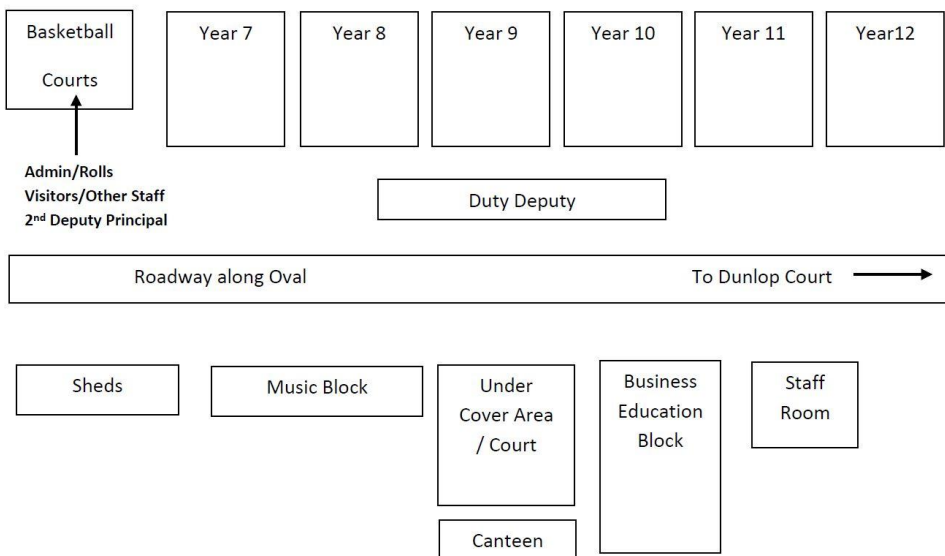 Basketball
Courts
Year 7
Year 8
Year 9
Year 10
Year 11
Year12
Admin/Rolls
Visitors/Other Staff
2nd Deputy Principal
Duty Deputy
Roadway along Oval
To Dunlop Court
Sheds
Music Block
Under
Cover Area
/ Court
Business
Education
Block
Staff
Room
Canteen